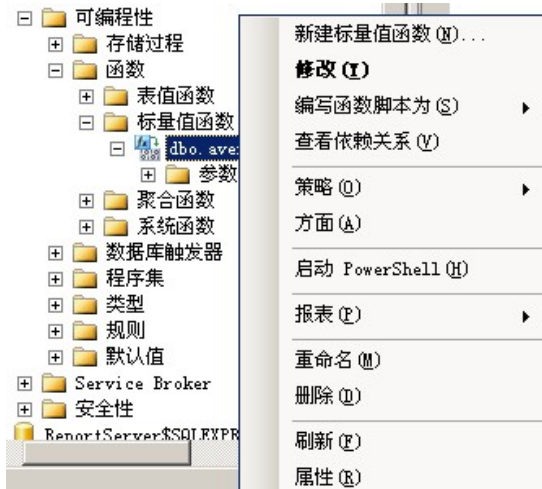 可编程性
存储过程
函数
表值函数
标量值函数
dbo.ave
参数
聚合函数
系统函数
数据库触发器
程序集
类型
规则
默认值
Service Broker
安全性
ReportServer$SQLEXPR
新建标量值函数(N)...
修改(Y)
编写函数脚本为(S)
查看依赖关系(V)
策略(O)
方面(A)
启动 PowerShell(H)
报表(P)
重命名(M)
删除(D)
刷新(F)
属性(R)